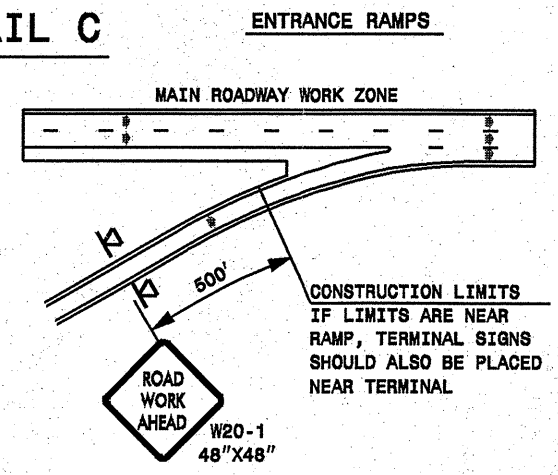 AIL C
ENTRANCE RAMPS
MAIN ROADWAY WORK ZONE
500'
CONSTRUCTION LIMITS
IF LIMITS ARE NEAR
RAMP, TERMINAL SIGNS
SHOULD ALSO BE PLACED
NEAR TERMINAL
ROAD
WORK
AHEAD
W20-1
48"X48"